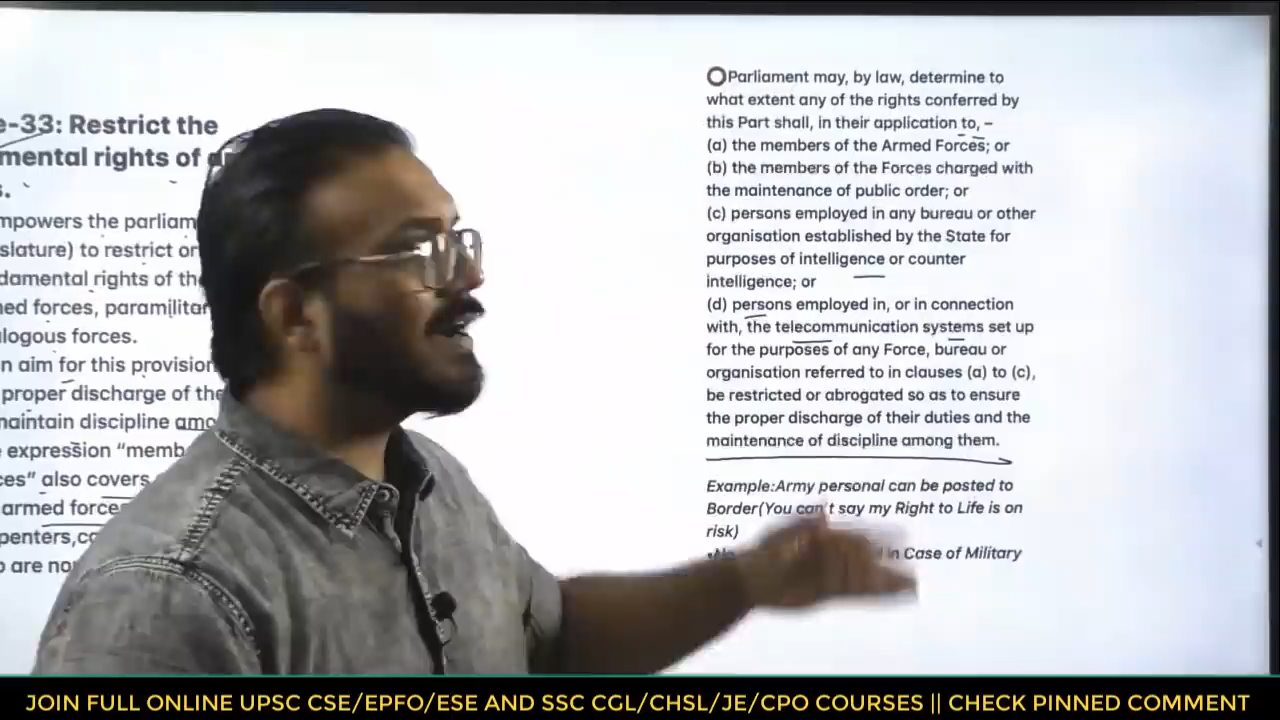 e-33: Restrict the
mental rights of
mpowers the parliam
slature) to restrict or
damental rights of the
ned forces, paramilitar
alogous forces.
n aim for this provision
proper discharge of the
maintain discipline amo
expression “memb
ces” also covers
armed force
penters,co
o are no
Parliament may, by law, determine to
what extent any of the rights conferred by
this Part shall, in their application to, –
(a) the members of the Armed Forces; or
(b) the members of the Forces charged with
the maintenance of public order; or
(c) persons employed in any bureau or other
organisation established by the State for
purposes of intelligence or counter
intelligence; or
(d) persons employed in, or in connection
with, the telecommunication systems set up
for the purposes of any Force, bureau or
organisation referred to in clauses (a) to (c),
be restricted or abrogated so as to ensure
the proper discharge of their duties and the
maintenance of discipline among them.
Example:Army personal can be posted to
Border(You can't say my Right to Life is on
risk)
in Case of Military
JOIN FULL ONLINE UPSC CSE/EPFO/ESE AND SSC CGL/CHSL/JE/CPO COURSES || CHECK PINNED COMMENT